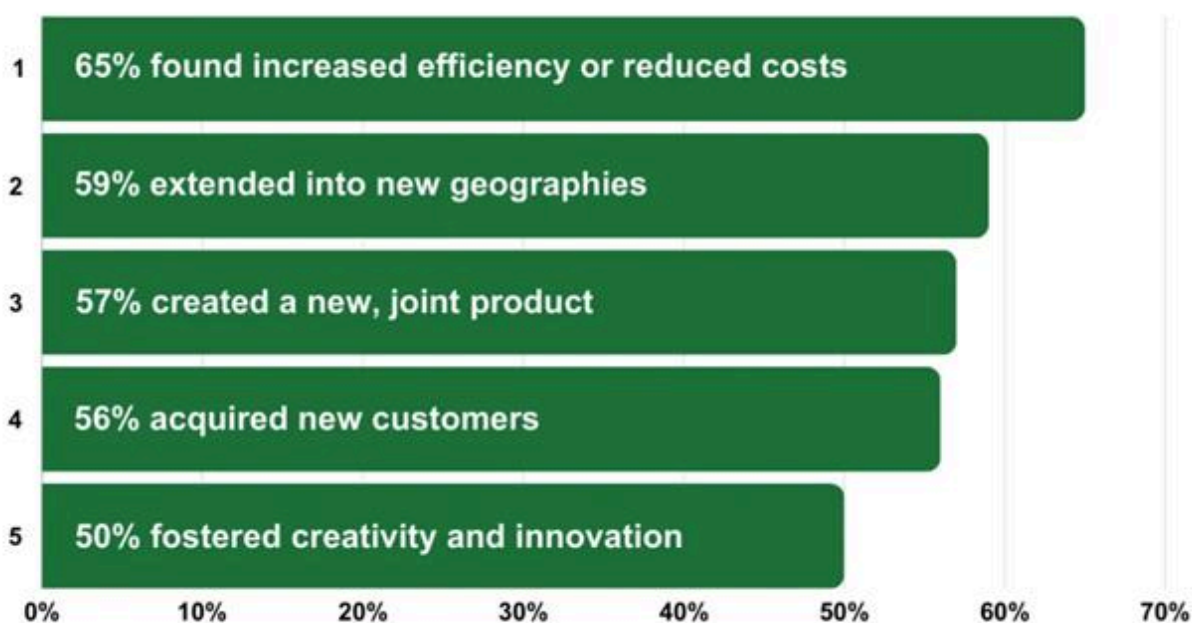 1 65% found increased efficiency or reduced costs
2 59% extended into new geographies
3 57% created a new, joint product
4 56% acquired new customers
5 50% fostered creativity and innovation
0% 10% 20% 30% 40% 50% 60% 70%